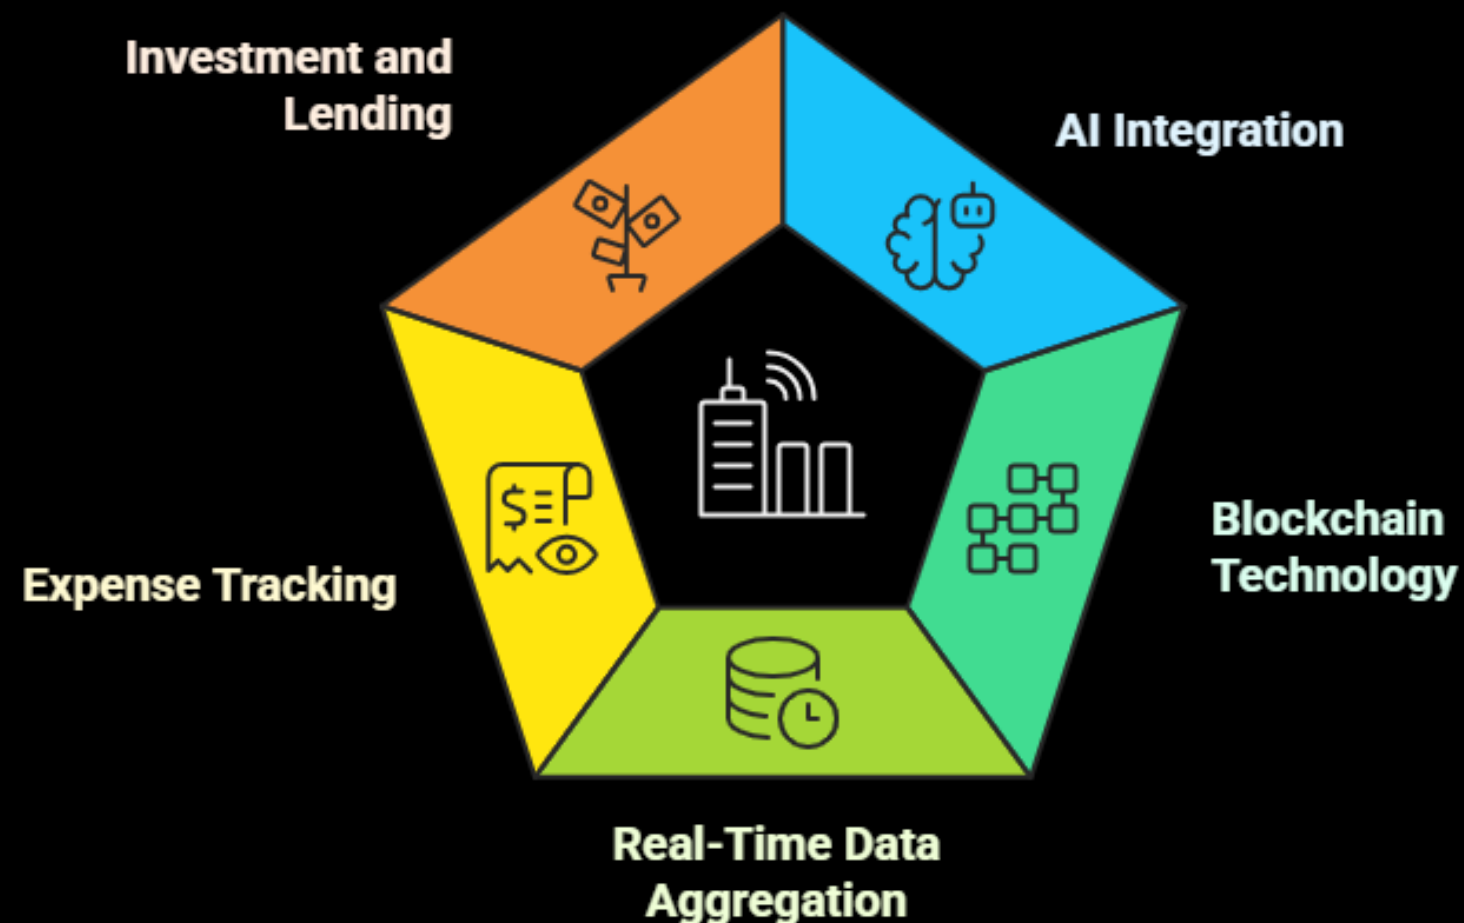 Investment and
Lending
AI Integration
Blockchain
Technology
Expense Tracking
Real-Time Data
Aggregation